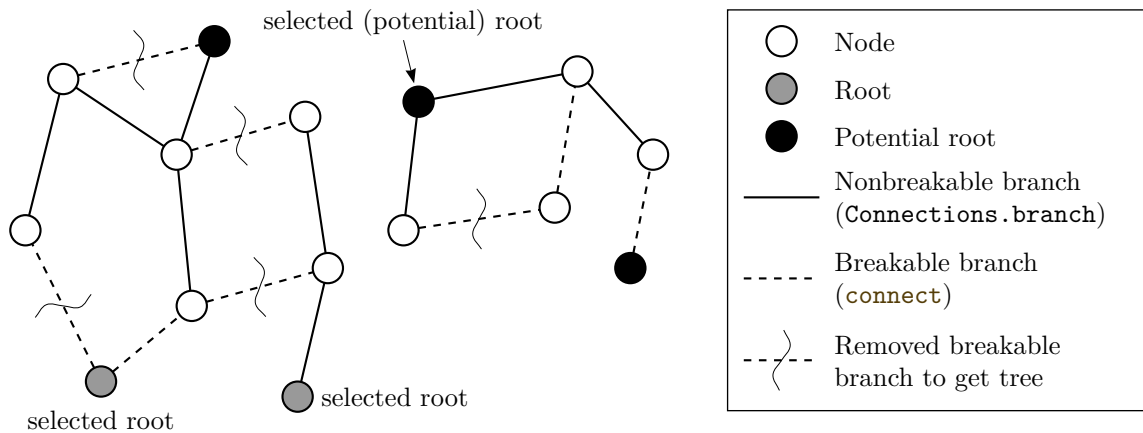 selected (potential) root
selected root
selected root
Node
Root
Potential root
Nonbreakable branch
(Connections.branch)
Breakable branch
(connect)
Removed breakable
branch to get tree